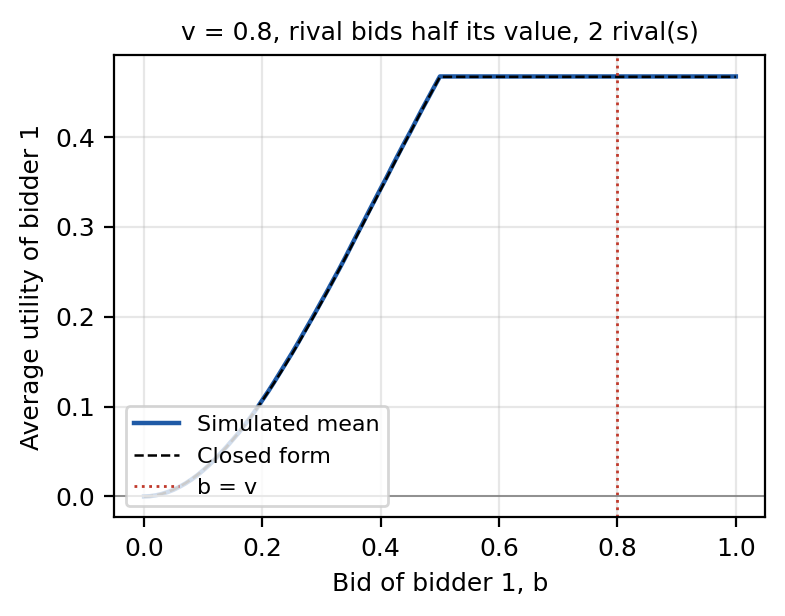 v = 0.8, rival bids half its value, 2 rival(s)
Average utility of bidder 1
0.4
0.3
0.2
0.1
0.0
Simulated mean
Closed form
b = v
0.0 0.2 0.4 0.6 0.8 1.0
Bid of bidder 1, b